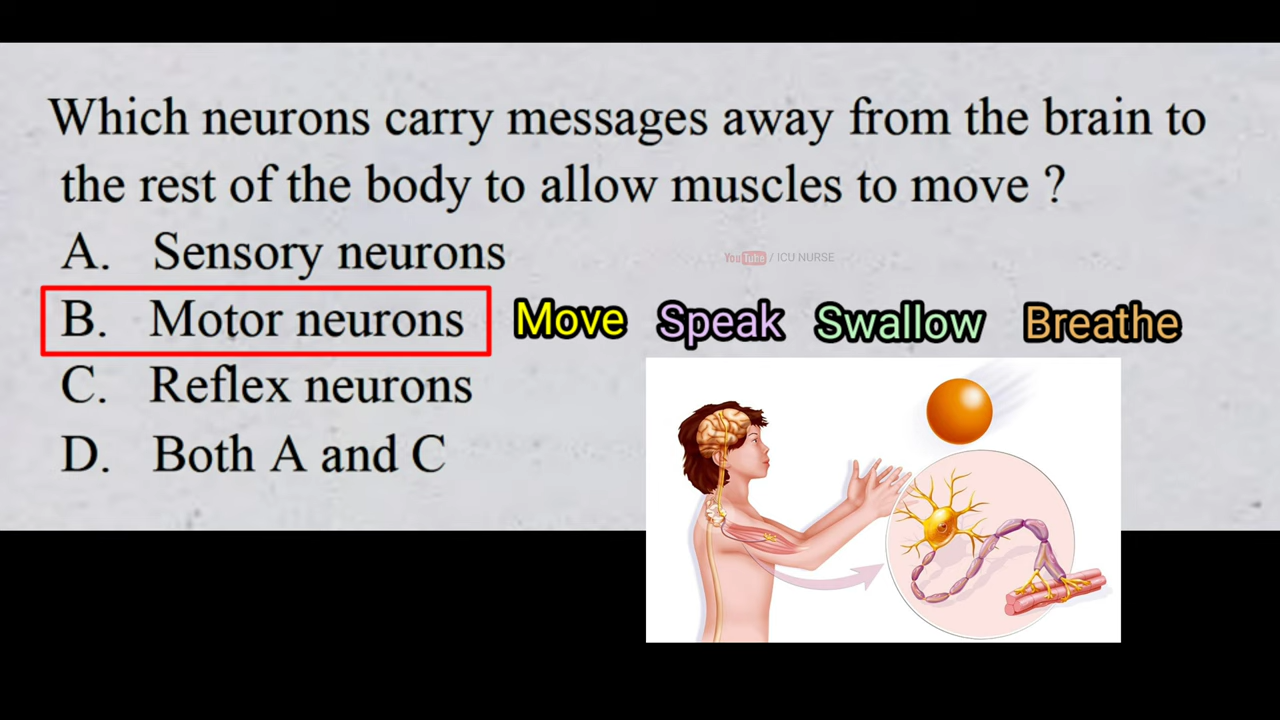 Which neurons carry messages away from the brain to
the rest of the body to allow muscles to move ?
A. Sensory neurons
YouTube / ICU NURSE
B. Motor neurons Move Speak Swallow Breathe
C. Reflex neurons
D. Both A and C